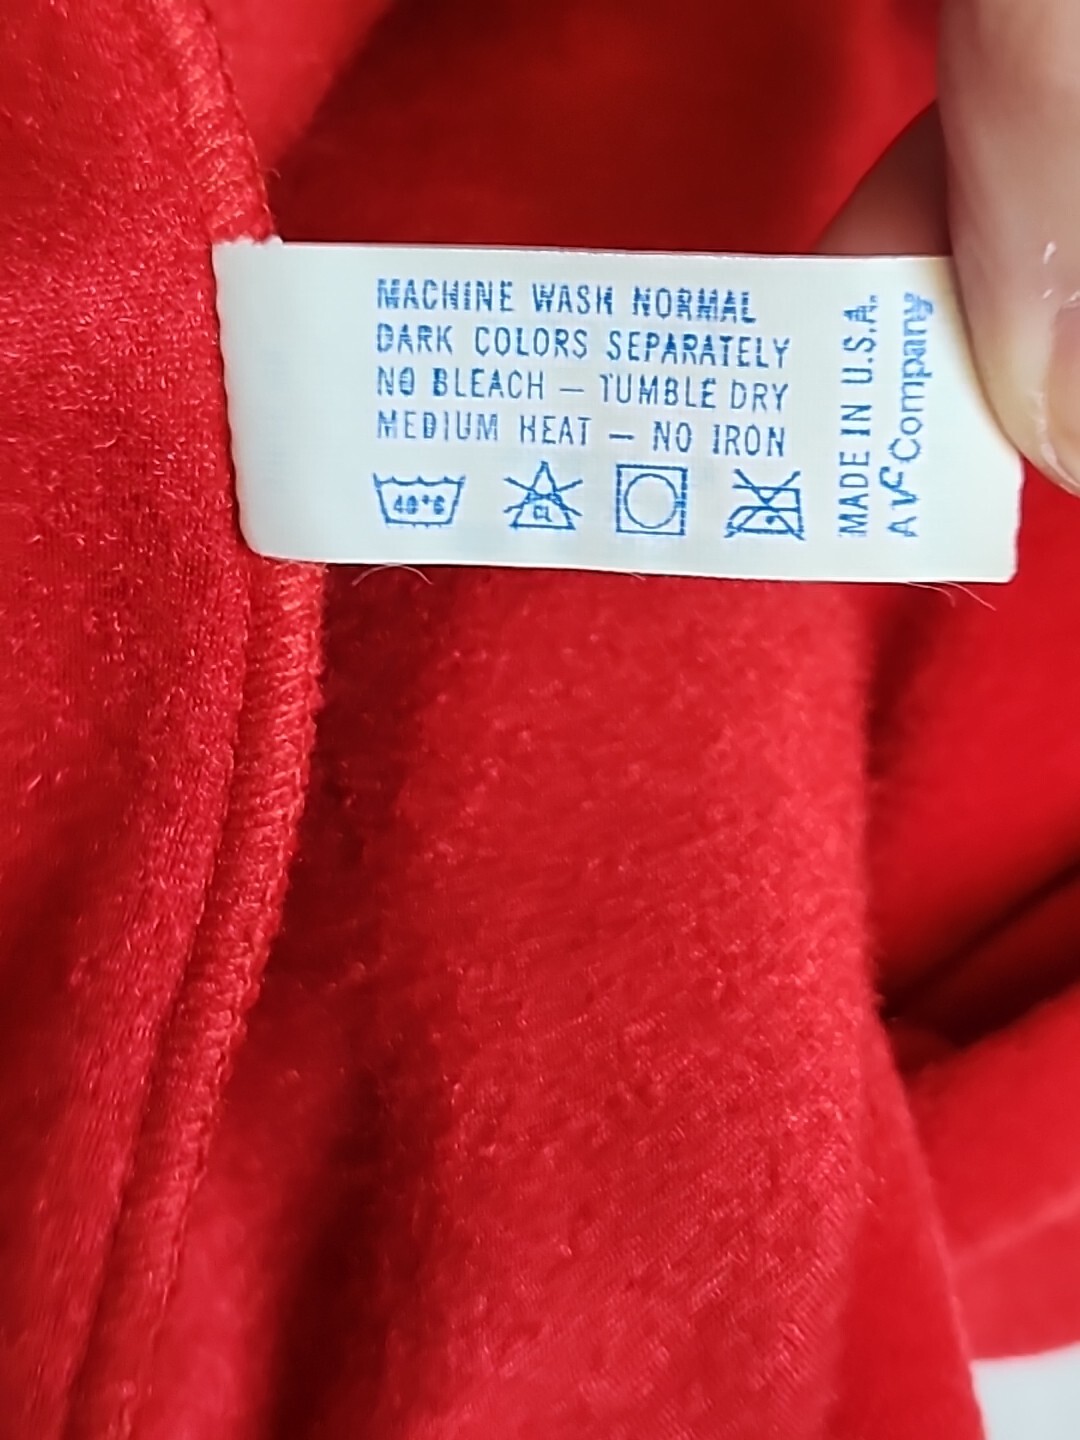 MACHINE WASH NORMAL
DARK COLORS SEPARATELY
NO BLEACH – TUMBLE DRY
MEDIUM HEAT – NO IRON
40°C
CL
MADE IN U.S.A.
AVC Company